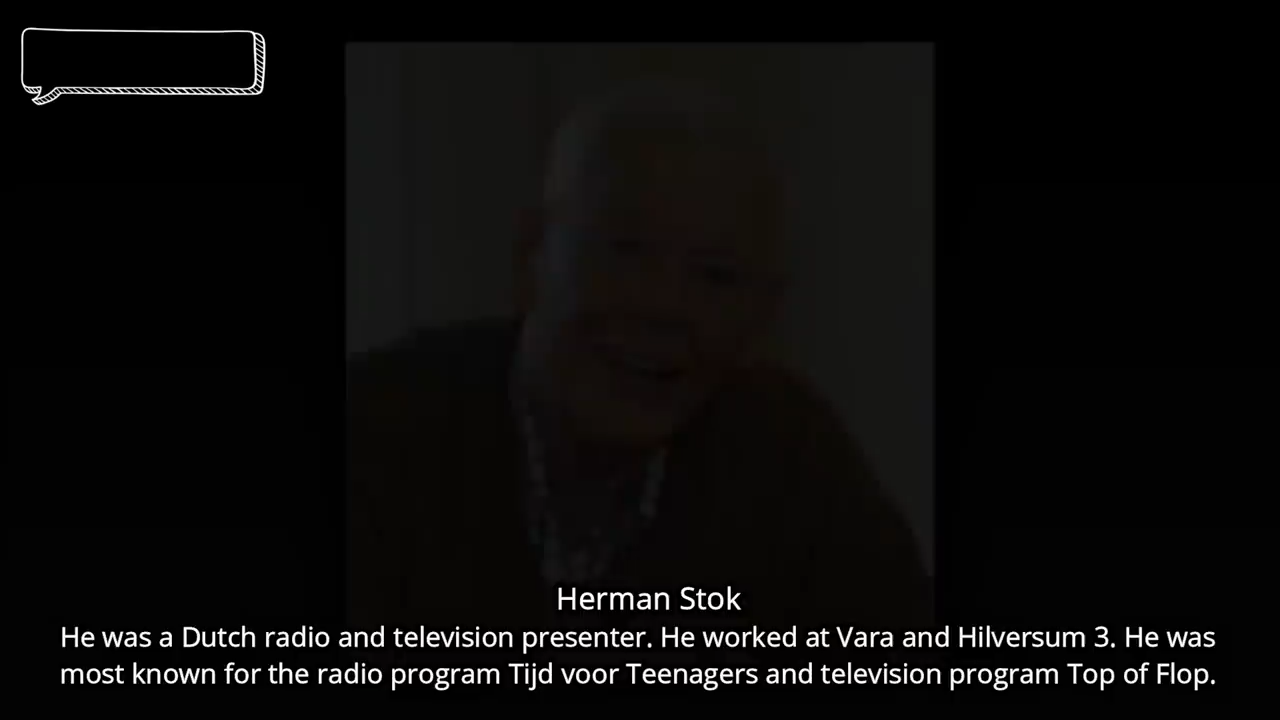 Herman Stok
He was a Dutch radio and television presenter. He worked at Vara and Hilversum 3. He was
most known for the radio program Tijd voor Teenagers and television program Top of Flop.